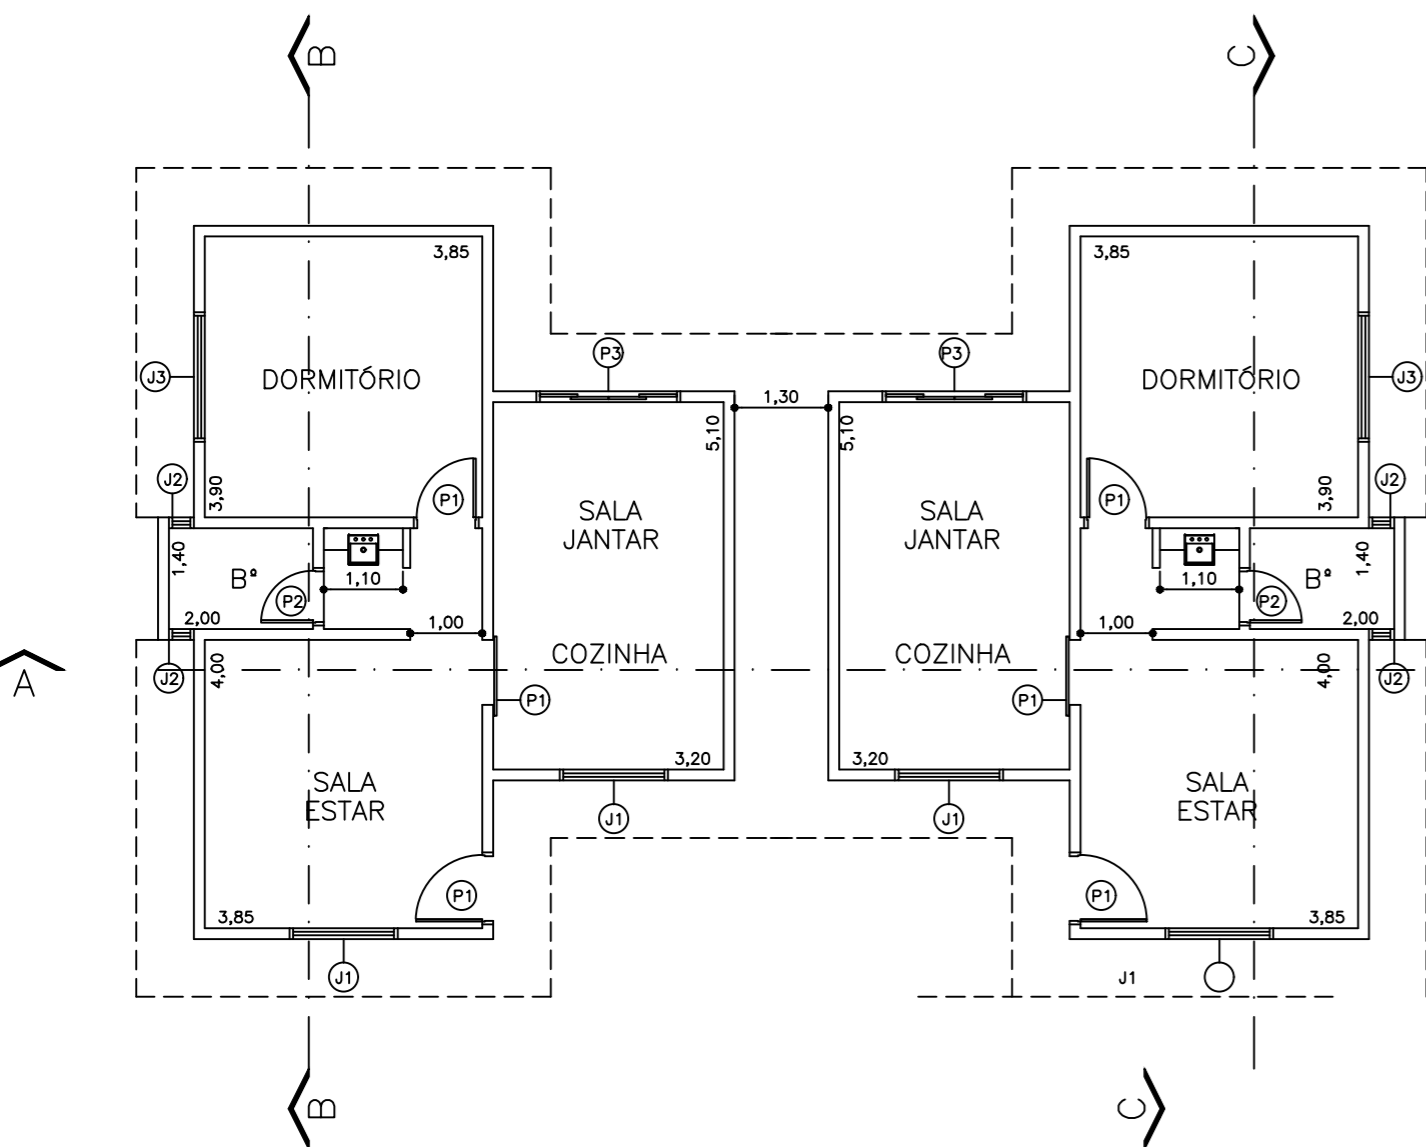 B
C
3,85
3,85
P3
P3
J3
DORMITÓRIO
DORMITÓRIO
J3
1,30
5,10
5,10
J2
3,90
P1
SALA
JANTAR
SALA
JANTAR
P1
3,90
J2
1,40
Bº
1,10
1,10
Bº
1,40
P2
P2
2,00
1,00
1,00
2,00
A
J2
4,00
COZINHA
COZINHA
4,00
J2
P1
P1
3,20
3,20
SALA
ESTAR
SALA
ESTAR
J1
J1
P1
P1
3,85
3,85
J1
J1
B
C